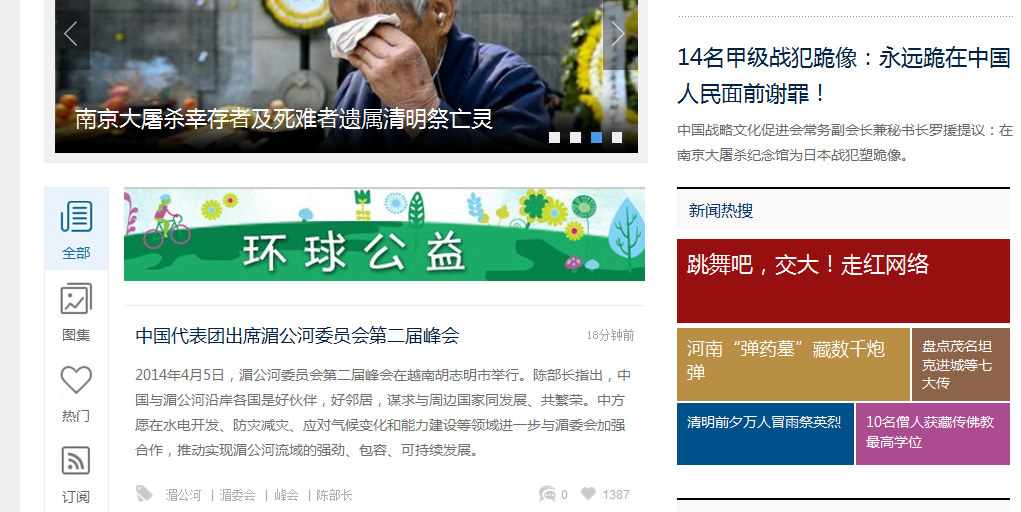 南京大屠杀幸存者及死难者遗属清明祭亡灵
14名甲级战犯跪像：永远跪在中国
人民面前谢罪！
中国战略文化促进会常务副会长兼秘书长罗援提议：在
南京大屠杀纪念馆为日本战犯塑跪像。
全部
图集
热门
订阅
环球公益
中国代表团出席湄公河委员会第二届峰会
18分钟前
2014年4月5日，湄公河委员会第二届峰会在越南胡志明市举行。陈部长指出，中
国与湄公河沿岸各国是好伙伴，好邻居，谋求与周边国家同发展、共繁荣。中方
愿在水电开发、防灾减灾、应对气候变化和能力建设等领域进一步与湄委会加强
合作，推动实现湄公河流域的强劲、包容、可持续发展。
湄公河 | 湄委会 | 峰会 | 陈部长
0 1387
新闻热搜
跳舞吧，交大！走红网络
河南“弹药墓”藏数千炮
弹
盘点茂名坦
克进城等七
大传
清明前夕万人冒雨祭英烈
10名僧人获藏传佛教
最高学位